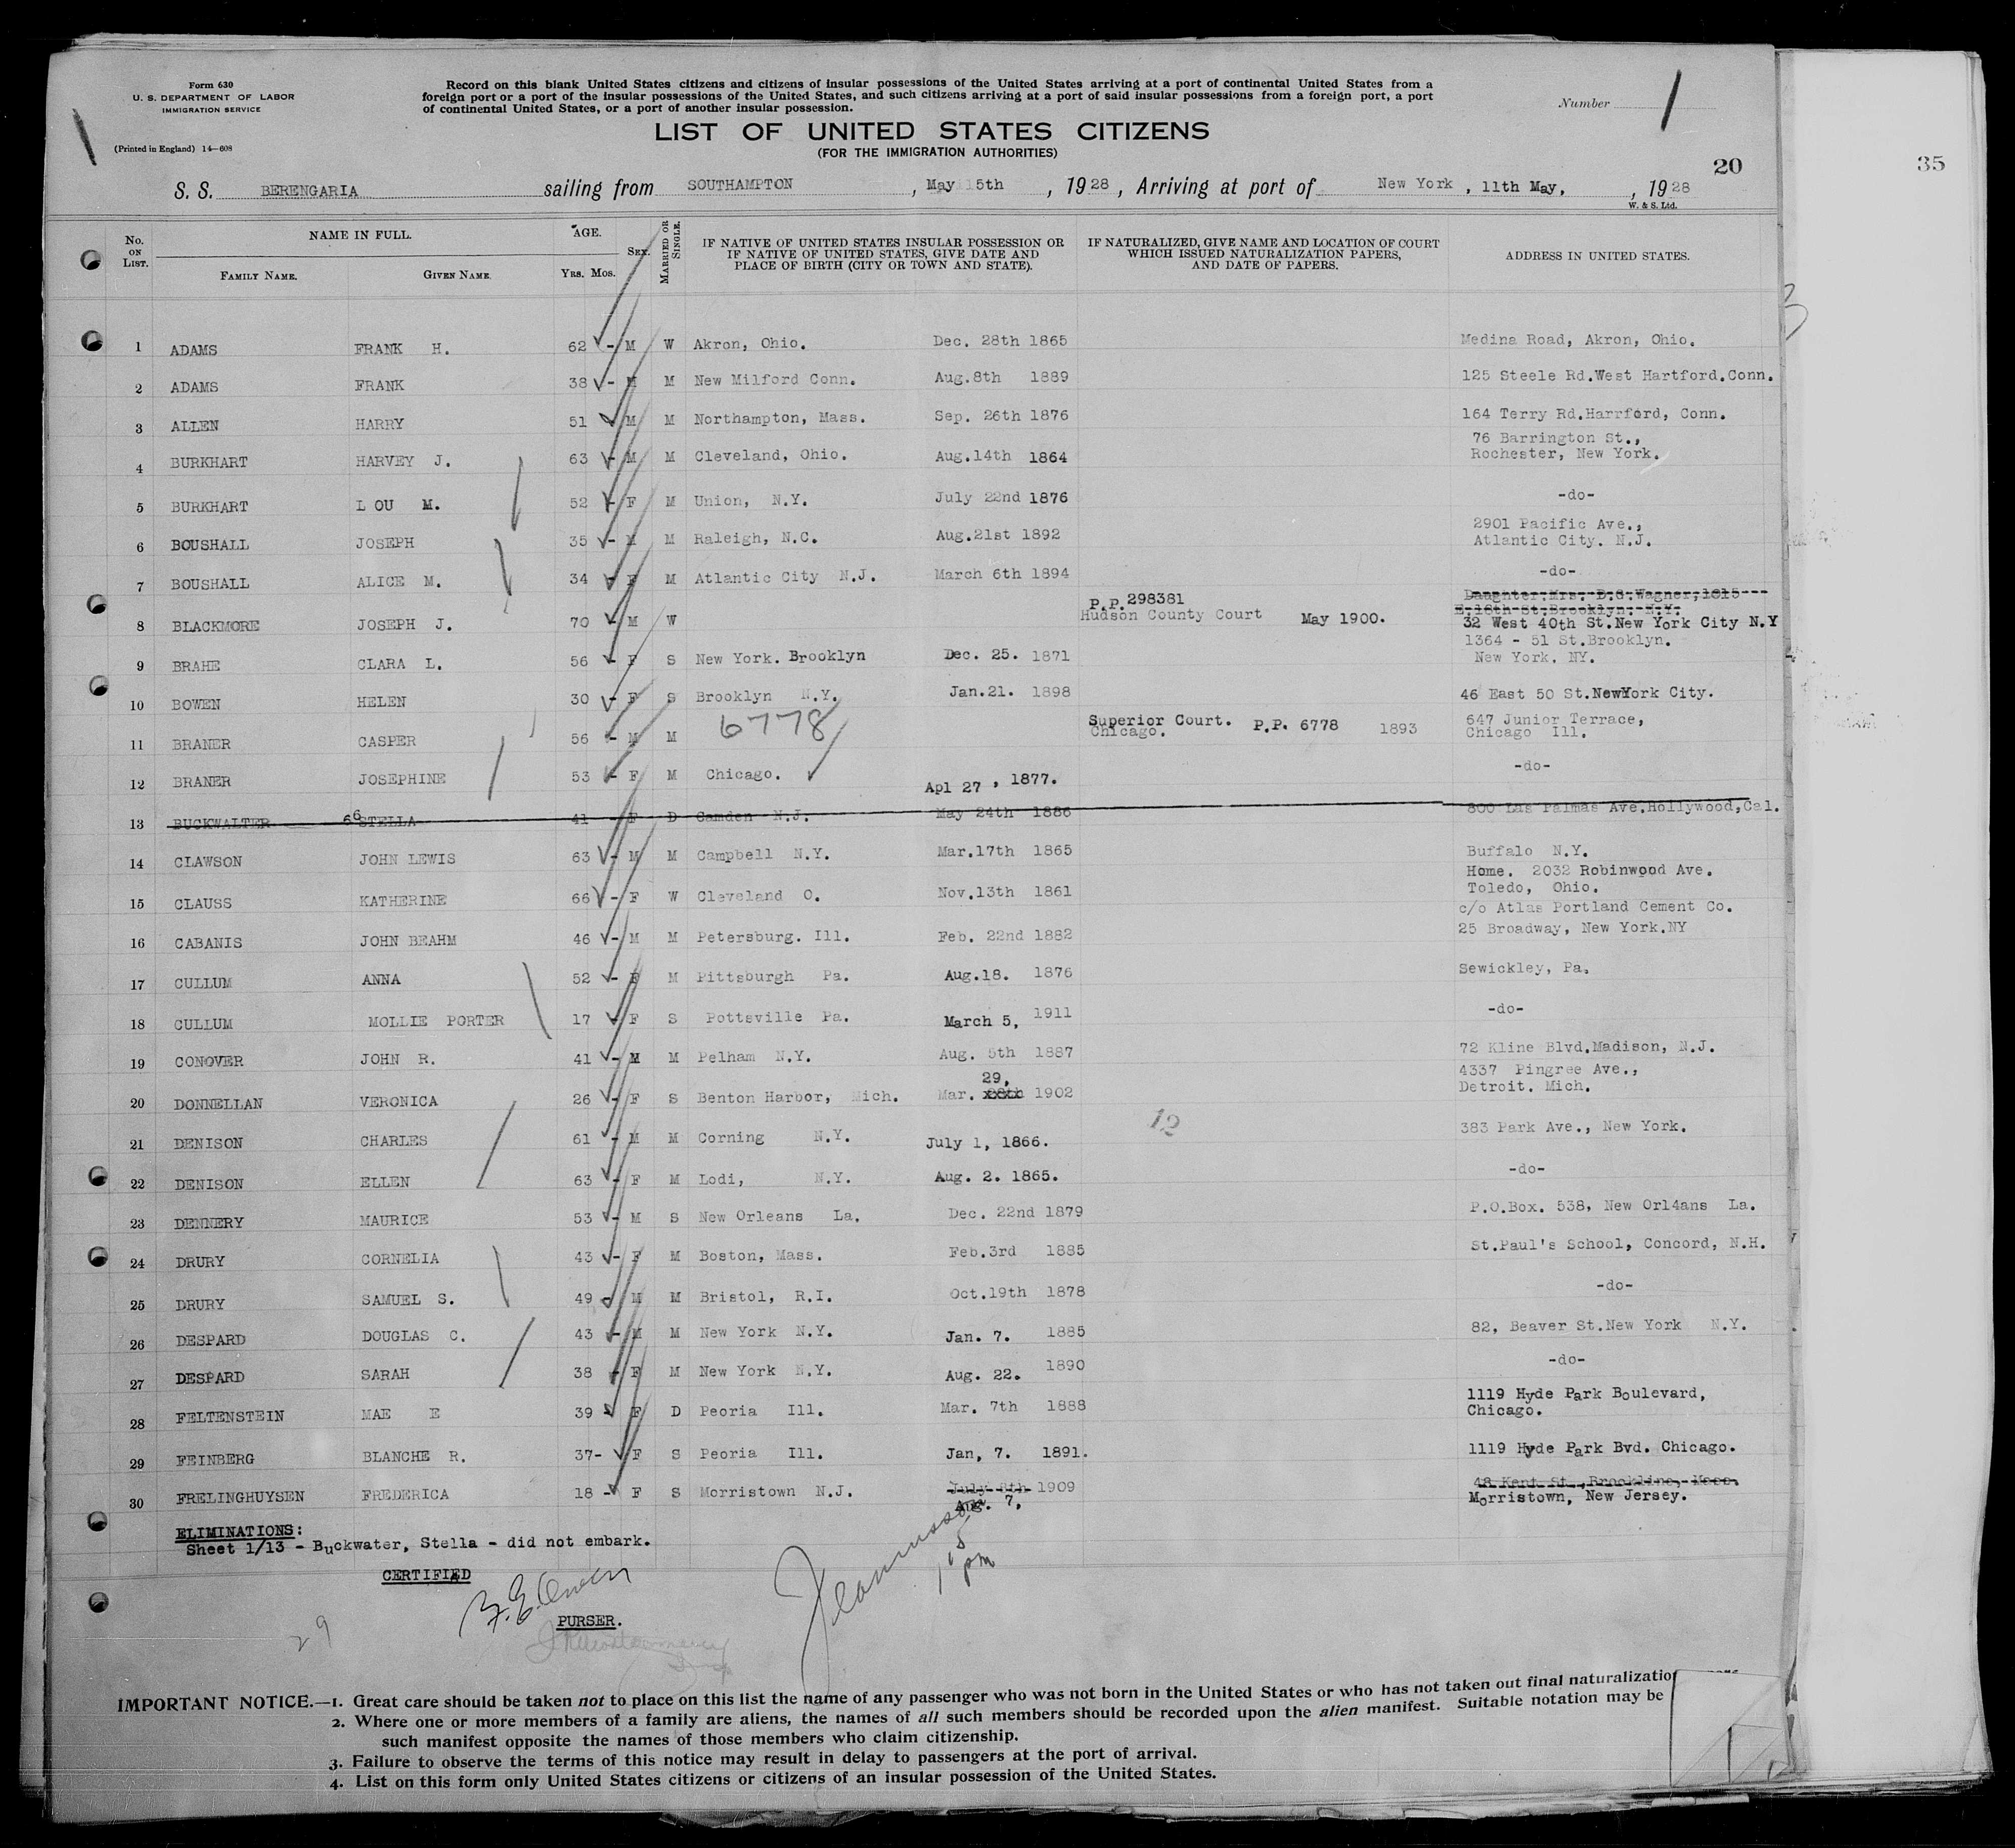 Form 630
U. S. DEPARTMENT OF LABOR
IMMIGRATION SERVICE
(Printed in England) 14—608
Record on this blank United States citizens and citizens of insular possessions of the United States arriving at a port of continental United States from a
foreign port or a port of the insular possessions of the United States, and such citizens arriving at a port of said insular possessions from a foreign port, a port
of continental United States, or a port of another insular possession.
Number
LIST OF UNITED STATES CITIZENS
(FOR THE IMMIGRATION AUTHORITIES)
20
35
S. S. BERENGARIA sailing from SOUTHAMPTON , May 5th , 1928 , Arriving at port of New York , 11th May, , 1928
W. & S. Ltd.
No. ON LIST. NAME IN FULL. FAMILY NAME. GIVEN NAME. AGE. YRS. MOS. SEX. MARRIED OR SINGLE. IF NATIVE OF UNITED STATES INSULAR POSSESSION OR IF NATIVE OF UNITED STATES, GIVE DATE AND PLACE OF BIRTH (CITY OR TOWN AND STATE). IF NATURALIZED, GIVE NAME AND LOCATION OF COURT WHICH ISSUED NATURALIZATION PAPERS, AND DATE OF PAPERS. ADDRESS IN UNITED STATES.
1 ADAMS FRANK H. 62 - M W Akron, Ohio. Dec. 28th 1865 Medina Road, Akron, Ohio.
2 ADAMS FRANK 38 - M M New Milford Conn. Aug.8th 1889 125 Steele Rd.West Hartford.Conn.
3 ALLEN HARRY 51 M M Northampton, Mass. Sep. 26th 1876 164 Terry Rd.Harrford, Conn.
4 BURKHART HARVEY J. 63 - M M Cleveland, Ohio. Aug.14th 1864 76 Barrington St., Rochester, New York.
5 BURKHART L OU M. 52 - F M Union, N.Y. July 22nd 1876 -do-
6 BOUSHALL JOSEPH 35 - M M Raleigh, N.C. Aug.21st 1892 2901 Pacific Ave., Atlantic City. N.J.
7 BOUSHALL ALICE M. 34 - F M Atlantic City N.J. March 6th 1894 -do-
Daughter:Mrs. D.S.Wagner,1815---
E.18th St.Brooklyn. N.Y.
8 BLACKMORE JOSEPH J. 70 - M W P.P. 298381 Hudson County Court May 1900. 32 West 40th St.New York City N.Y
9 BRAHE CLARA L. 56 - F S New York. Brooklyn Dec. 25. 1871 1364 - 51 St.Brooklyn. New York. NY.
10 BOWEN HELEN 30 - F S Brooklyn N.Y. Jan.21. 1898 46 East 50 St.NewYork City.
11 BRANER CASPER 56 - M M 6778 Superior Court. Chicago. P.P. 6778 1893 647 Junior Terrace, Chicago Ill.
12 BRANER JOSEPHINE 53 - F M Chicago. Apl 27 , 1877. -do-
13 BUCKWALTER 66 STELLA 41 - F D Camden N.J. May 24th 1886 800 Las Palmas Ave.Hollywood,Cal.
14 CLAWSON JOHN LEWIS 63 - M M Campbell N.Y. Mar.17th 1865 Buffalo N.Y.
15 CLAUSS KATHERINE 66 - F W Cleveland O. Nov.13th 1861 Home. 2032 Robinwood Ave. Toledo, Ohio.
16 CABANIS JOHN BEAHM 46 - M M Petersburg. Ill. Feb. 22nd 1882 c/o Atlas Portland Cement Co. 25 Broadway, New York.NY
17 CULLUM ANNA 52 - F M Pittsburgh Pa. Aug.18. 1876 Sewickley, Pa.
18 CULLUM MOLLIE PORTER 17 - F S Pottsville Pa. March 5, 1911 -do-
19 CONOVER JOHN R. 41 - M M Pelham N.Y. Aug. 5th 1887 72 Kline Blvd.Madison, N.J.
20 DONNELLAN VERONICA 26 - F S Benton Harbor, Mich. Mar. 28th 29, 1902 4337 Pingree Ave., Detroit. Mich.
12
21 DENISON CHARLES 61 - M M Corning N.Y. July 1, 1866. 383 Park Ave., New York.
22 DENISON ELLEN 63 - F M Lodi, N.Y. Aug. 2. 1865. -do-
23 DENNERY MAURICE 53 - M S New Orleans La. Dec. 22nd 1879 P.O.Box. 538, New Orl4ans La.
24 DRURY CORNELIA 43 - F M Boston, Mass. Feb.3rd 1885 St.Paul's School, Concord, N.H.
25 DRURY SAMUEL S. 49 M M Bristol, R.I. Oct.19th 1878 -do-
26 DESPARD DOUGLAS C. 43 - M M New York N.Y. Jan. 7. 1885 82, Beaver St.New York N.Y.
27 DESPARD SARAH 38 - F M New York N.Y. Aug. 22. 1890 -do-
28 FELTENSTEIN MAE E 39 F D Peoria Ill. Mar. 7th 1888 1119 Hyde Park Boulevard, Chicago.
29 FEINBERG BLANCHE R. 37- F S Peoria Ill. Jan, 7. 1891. 1119 Hyde Park Bvd. Chicago.
30 FRELINGHUYSEN FREDERICA 18 - F S Morristown N.J. July 8th Aug. 7, 1909 48 Kent St.,Brookline, Mass. Morristown, New Jersey.
ELIMINATIONS:
Sheet 1/13 - Buckwater, Stella - did not embark.
CERTIFIED
PURSER.
29
1 15 pm
IMPORTANT NOTICE.—1. Great care should be taken not to place on this list the name of any passenger who was not born in the United States or who has not taken out final naturalization
2. Where one or more members of a family are aliens, the names of all such members should be recorded upon the alien manifest. Suitable notation may be
such manifest opposite the names of those members who claim citizenship.
3. Failure to observe the terms of this notice may result in delay to passengers at the port of arrival.
4. List on this form only United States citizens or citizens of an insular possession of the United States.